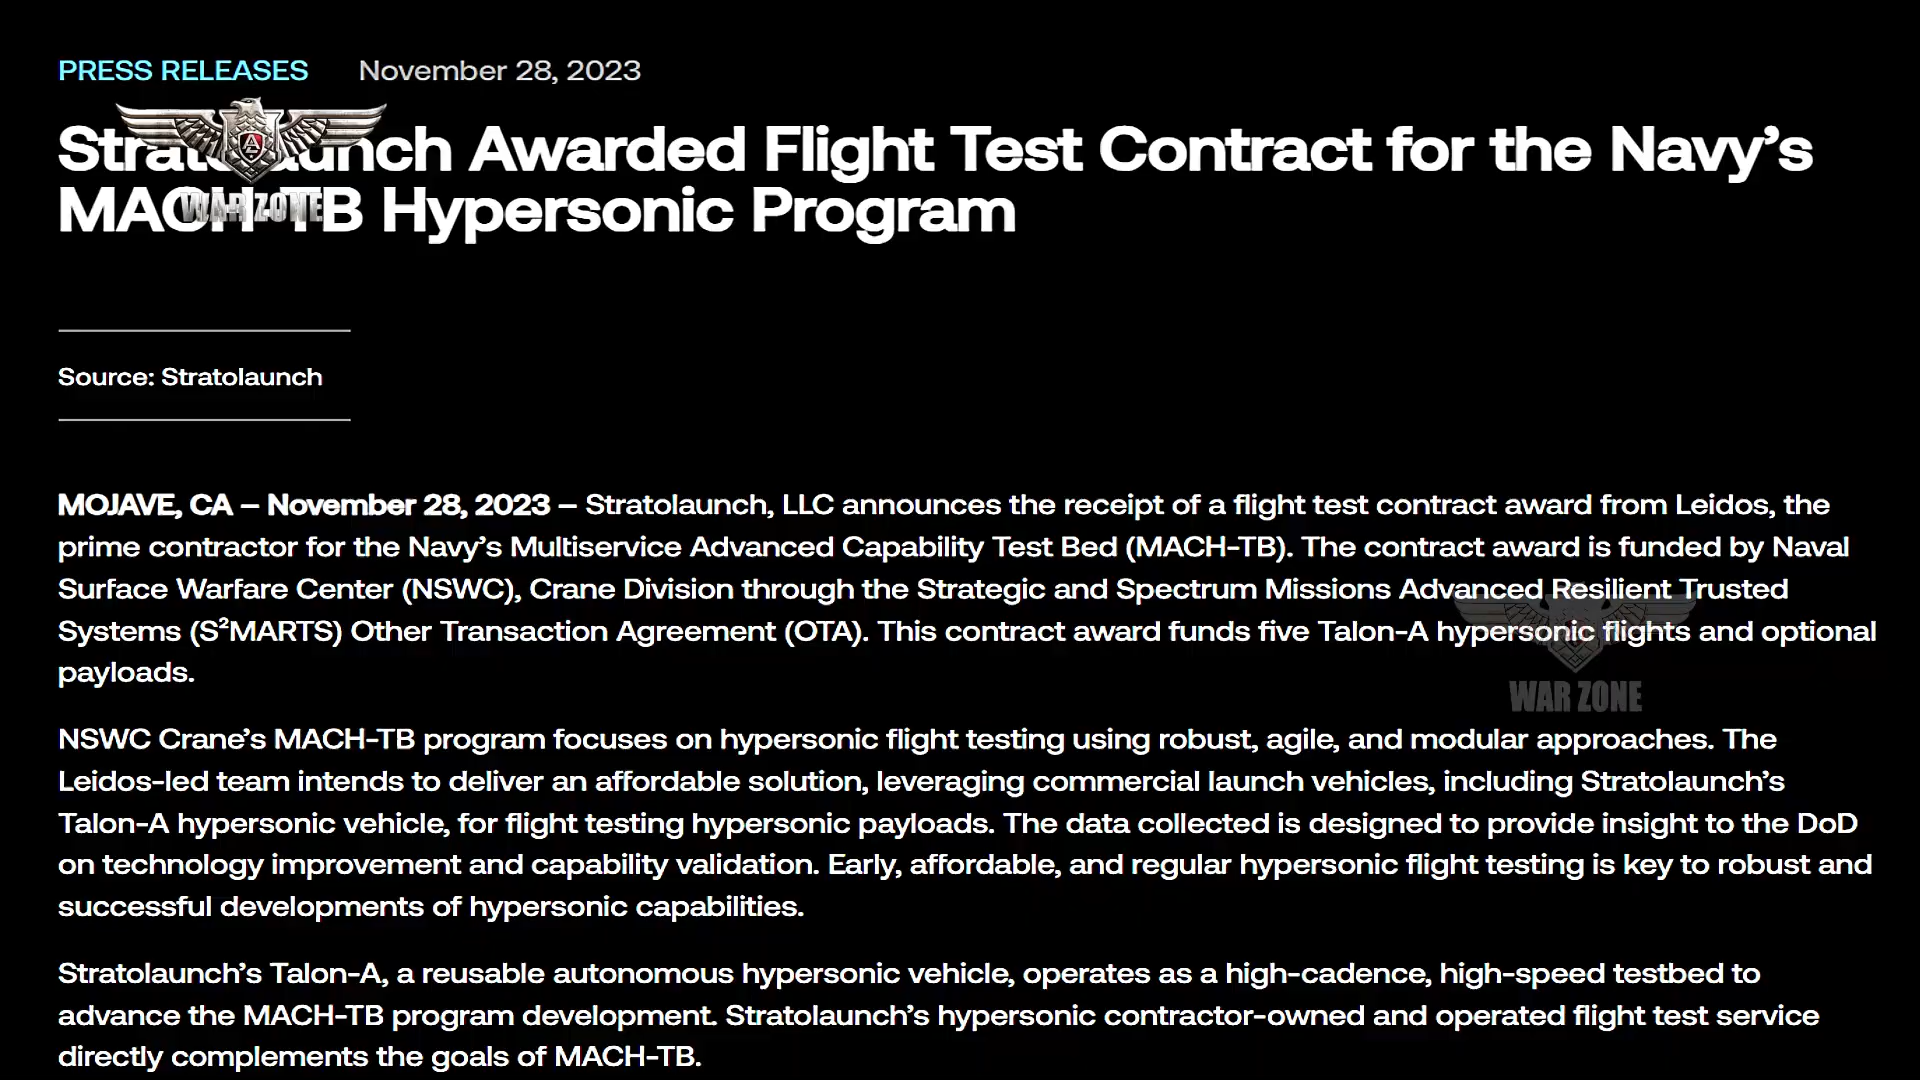 PRESS RELEASES November 28, 2023
Stratolaunch Awarded Flight Test Contract for the Navy's
MACH-TB Hypersonic Program
WAR ZONE
Source: Stratolaunch
MOJAVE, CA – November 28, 2023 – Stratolaunch, LLC announces the receipt of a flight test contract award from Leidos, the
prime contractor for the Navy's Multiservice Advanced Capability Test Bed (MACH-TB). The contract award is funded by Naval
Surface Warfare Center (NSWC), Crane Division through the Strategic and Spectrum Missions Advanced Resilient Trusted
Systems (S²MARTS) Other Transaction Agreement (OTA). This contract award funds five Talon-A hypersonic flights and optional
payloads.
WAR ZONE
NSWC Crane's MACH-TB program focuses on hypersonic flight testing using robust, agile, and modular approaches. The
Leidos-led team intends to deliver an affordable solution, leveraging commercial launch vehicles, including Stratolaunch's
Talon-A hypersonic vehicle, for flight testing hypersonic payloads. The data collected is designed to provide insight to the DoD
on technology improvement and capability validation. Early, affordable, and regular hypersonic flight testing is key to robust and
successful developments of hypersonic capabilities.
Stratolaunch's Talon-A, a reusable autonomous hypersonic vehicle, operates as a high-cadence, high-speed testbed to
advance the MACH-TB program development. Stratolaunch's hypersonic contractor-owned and operated flight test service
directly complements the goals of MACH-TB.